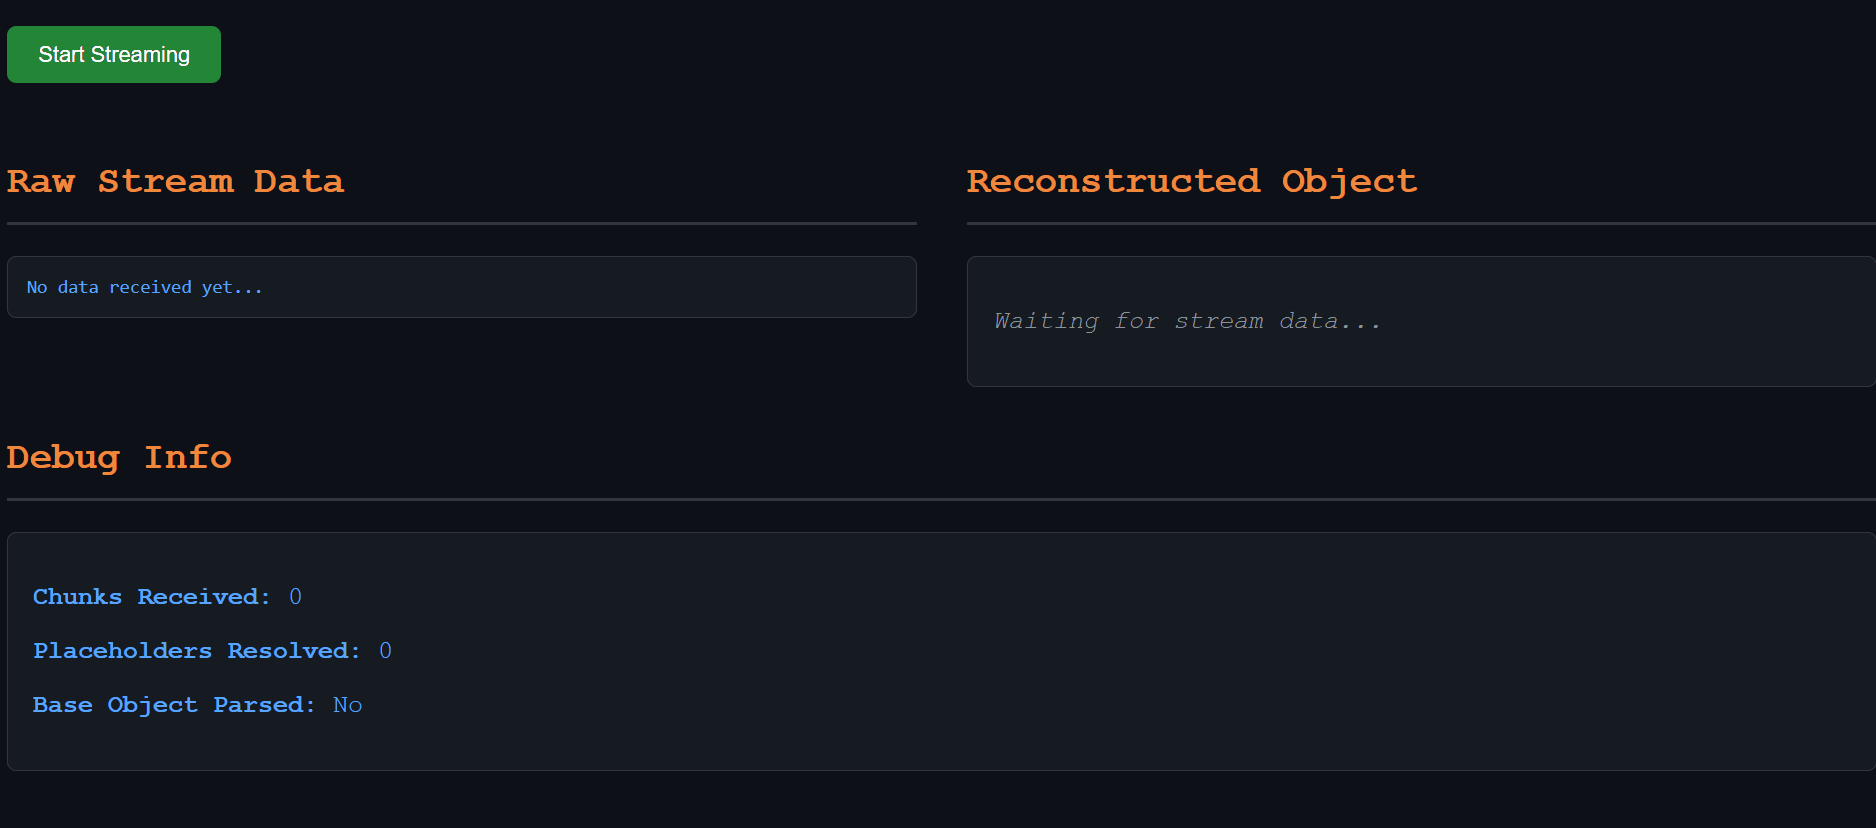 Start Streaming
Raw Stream Data
No data received yet...
Reconstructed Object
Waiting for stream data...
Debug Info
Chunks Received: 0
Placeholders Resolved: 0
Base Object Parsed: No